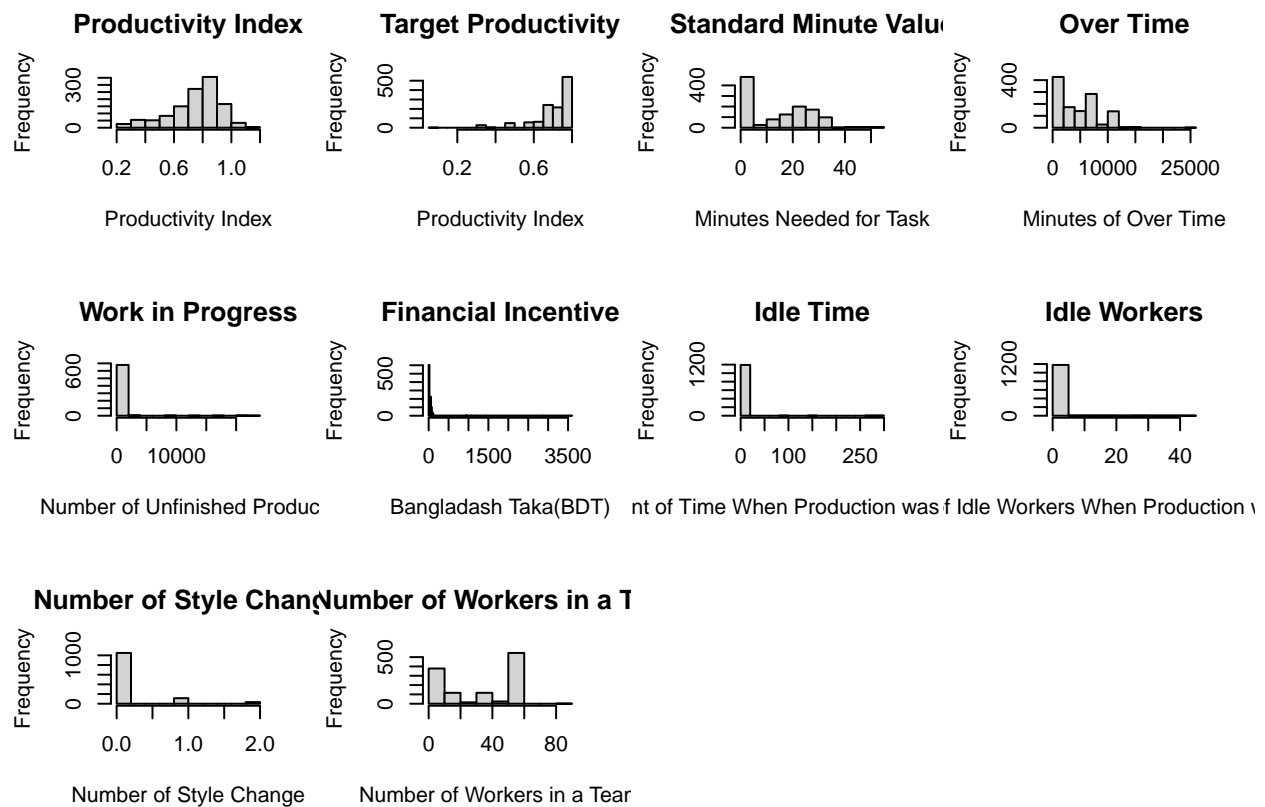 Productivity Index
Frequency
0 300
0.2 0.6 1.0
Productivity Index
Target Productivity
Frequency
0 500
0.2 0.6
Productivity Index
Standard Minute Value
Frequency
0 400
0 20 40
Minutes Needed for Task
Over Time
Frequency
0 400
0 10000 25000
Minutes of Over Time
Work in Progress
Frequency
0 600
0 10000
Number of Unfinished Produc
Financial Incentive
Frequency
0 500
0 1500 3500
Bangladash Taka(BDT)
Idle Time
Frequency
0 1200
0 100 250
nt of Time When Production was
Idle Workers
Frequency
0 1200
0 20 40
f Idle Workers When Production
Number of Style Chang
Frequency
0 1000
0.0 1.0 2.0
Number of Style Change
Number of Workers in a T
Frequency
0 500
0 40 80
Number of Workers in a Tear